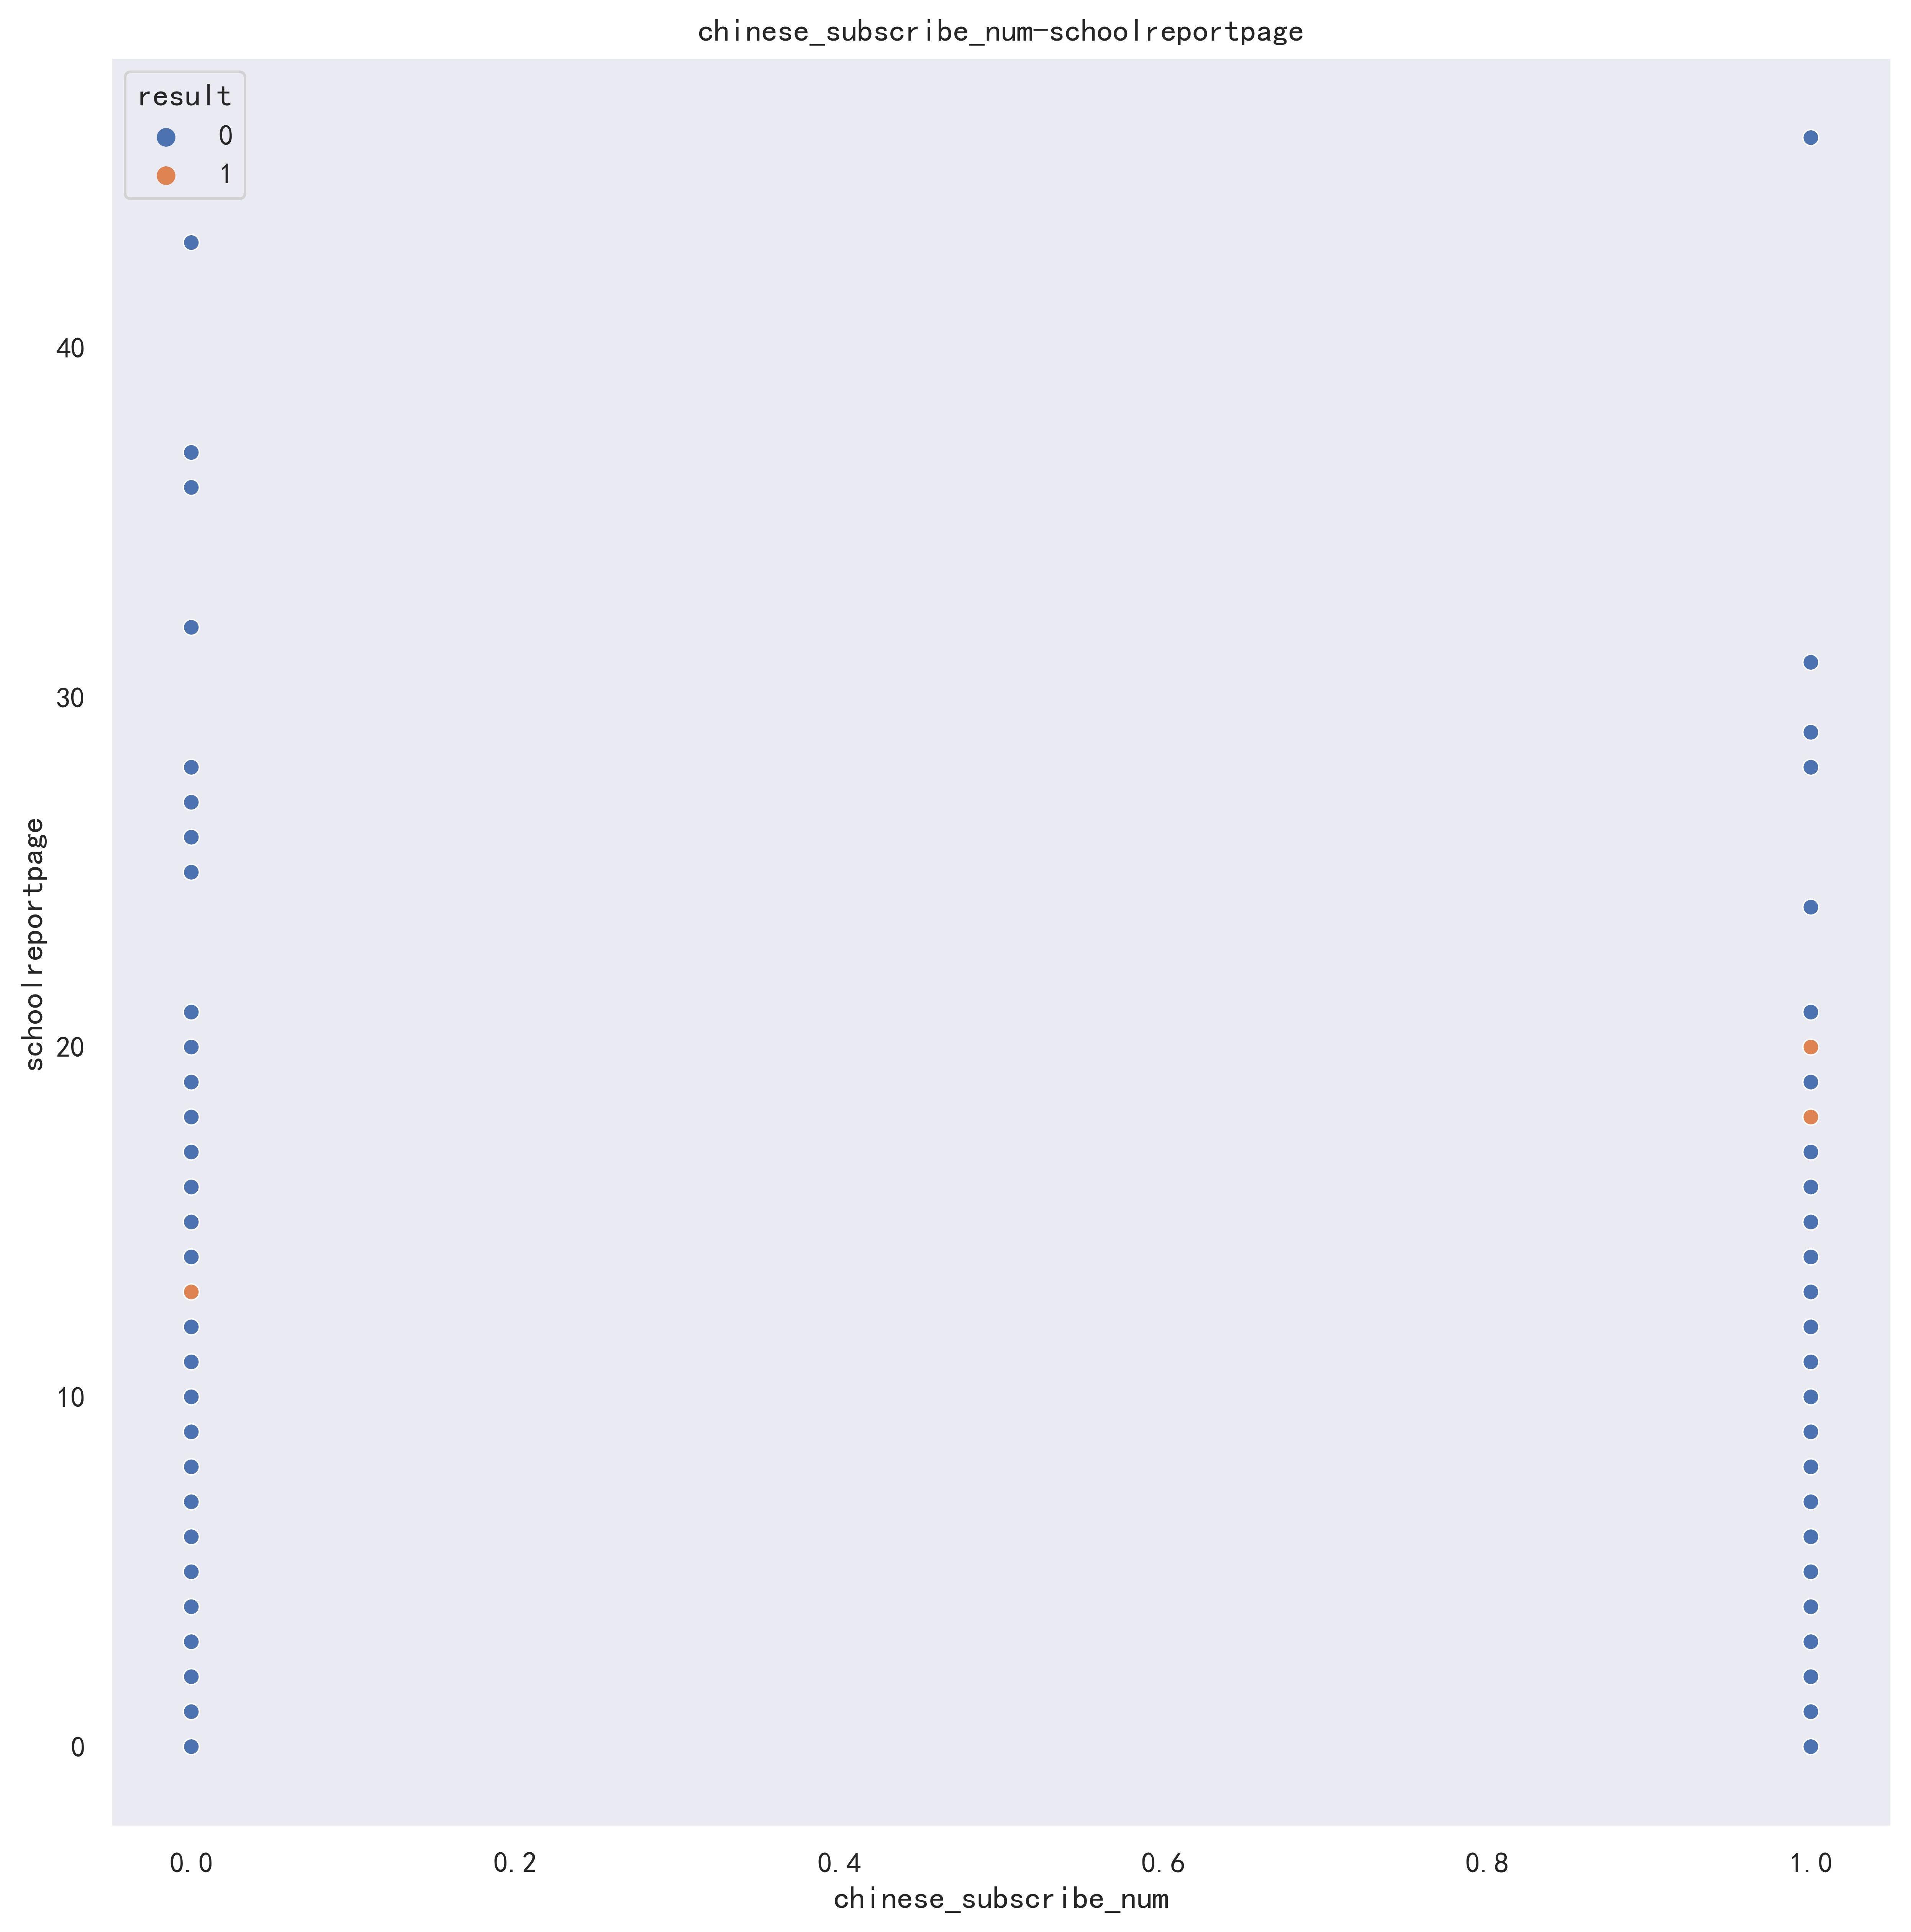 chinese_subscribe_num-schoolreportpage
result
0
1
schoolreportpage
40
30
20
10
0
0.0 0.2 0.4 0.6 0.8 1.0
chinese_subscribe_num